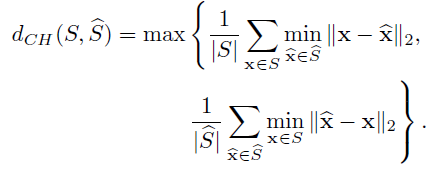 $d_{CH}(S, \widehat{S}) = \max \left\{ \frac{1}{|S|} \sum_{\mathbf{x} \in S} \min_{\widehat{\mathbf{x}} \in \widehat{S}} \|\mathbf{x} - \widehat{\mathbf{x}}\|_2, \right.$
$\left. \frac{1}{|\widehat{S}|} \sum_{\widehat{\mathbf{x}} \in \widehat{S}} \min_{\mathbf{x} \in S} \|\widehat{\mathbf{x}} - \mathbf{x}\|_2 \right\}.$